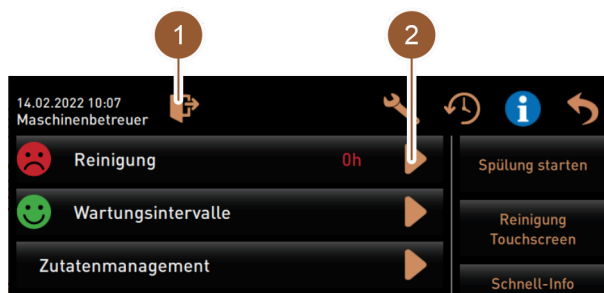 1
2
14.02.2022 10:07
Maschinenbetreuer
i
Reinigung 0h
Spülung starten
Wartungsintervalle
Reinigung
Touchscreen
Zutatenmanagement
Schnell-Info